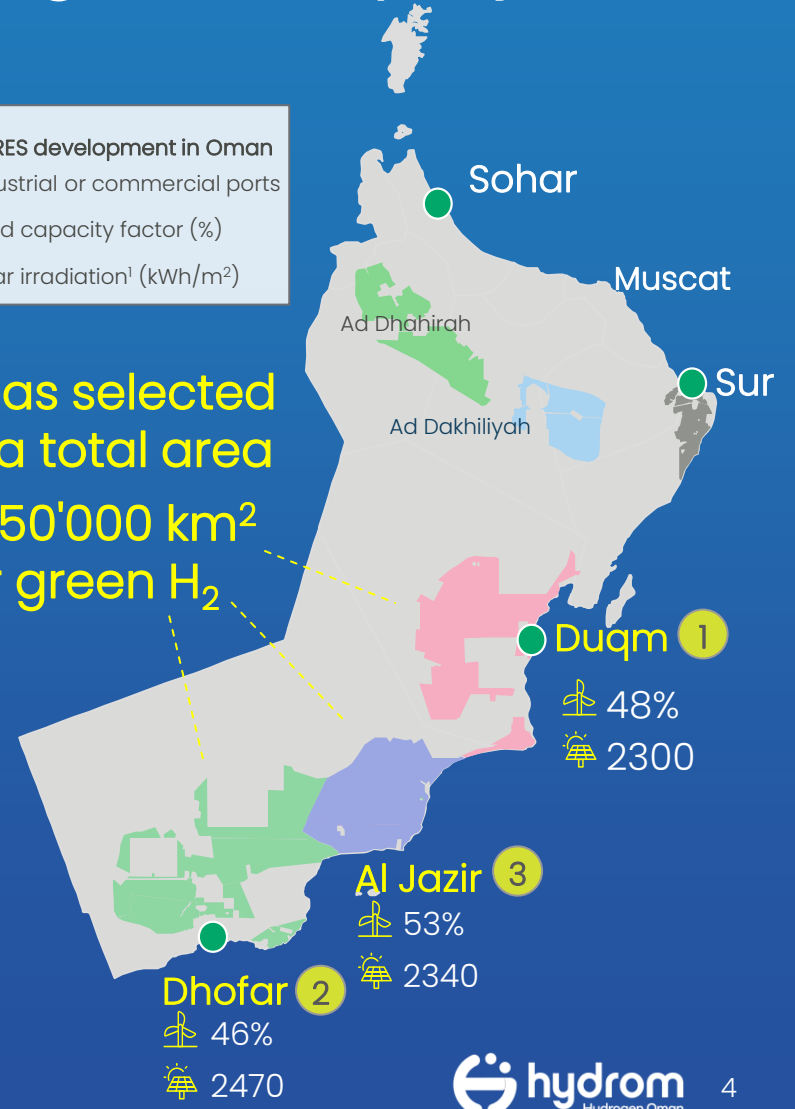 RES development in Oman
ustrial or commercial ports
d capacity factor (%)
ar irradiation¹ (kWh/m²)
Sohar
Muscat
Ad Dhahirah
Sur
Ad Dakhiliyah
as selected
a total area
50'000 km²
green H₂
Duqm 1
48%
2300
Al Jazir 3
53%
2340
Dhofar 2
46%
2470
hydrom
Hydrogen Oman
4